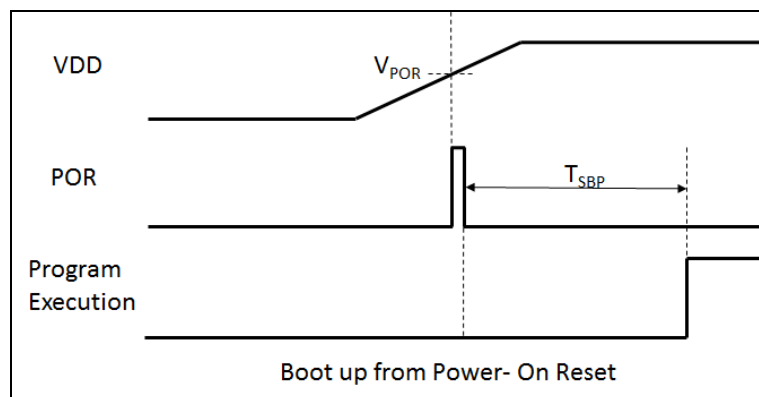 VDD
VPOR
POR
TSBP
Program
Execution
Boot up from Power- On Reset